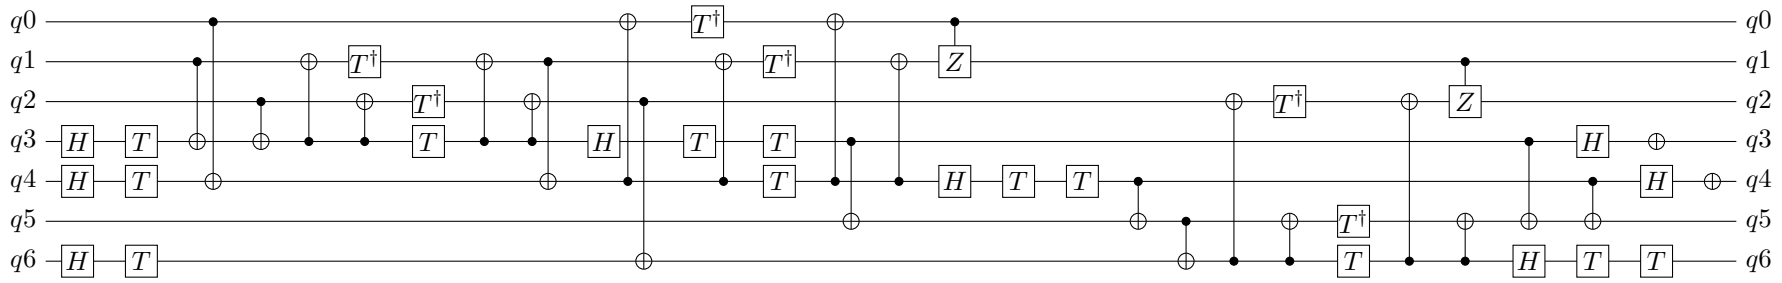 q0 T† q0
q1 T† T† Z q1
q2 T† T† Z q2
q3 H T T H T T H q3
q4 H T T H T T H q4
q5 T† q5
q6 H T T H T T q6